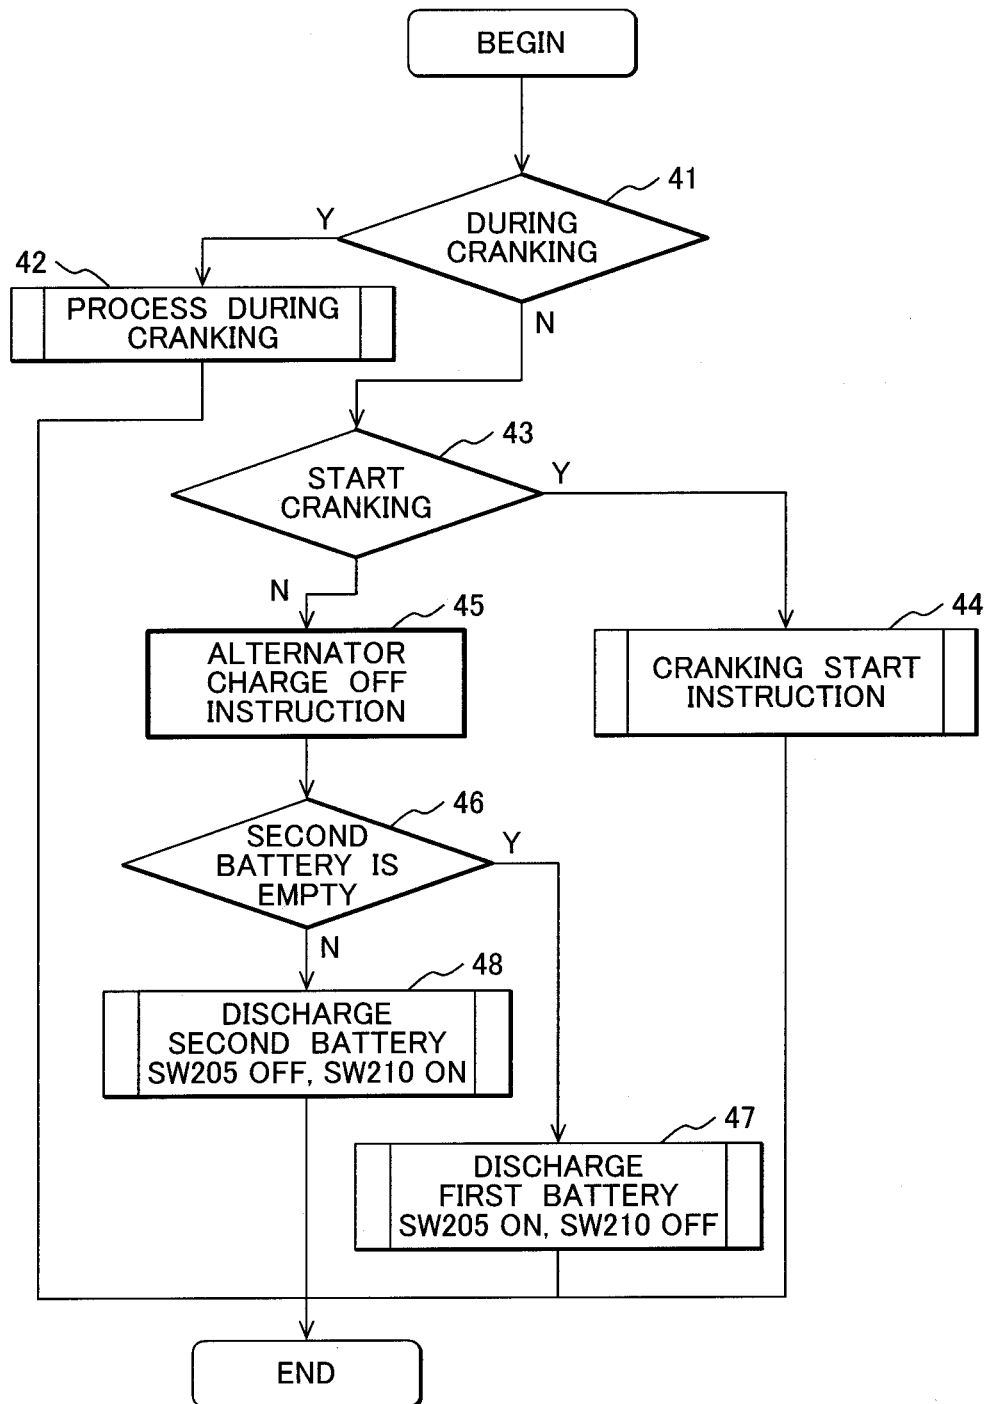 BEGIN
41
DURING
CRANKING
Y
N
42
PROCESS DURING
CRANKING
43
START
CRANKING
Y
N
45
ALTERNATOR
CHARGE OFF
INSTRUCTION
44
CRANKING START
INSTRUCTION
46
SECOND
BATTERY IS
EMPTY
Y
N
48
DISCHARGE
SECOND BATTERY
SW205 OFF, SW210 ON
47
DISCHARGE
FIRST BATTERY
SW205 ON, SW210 OFF
END